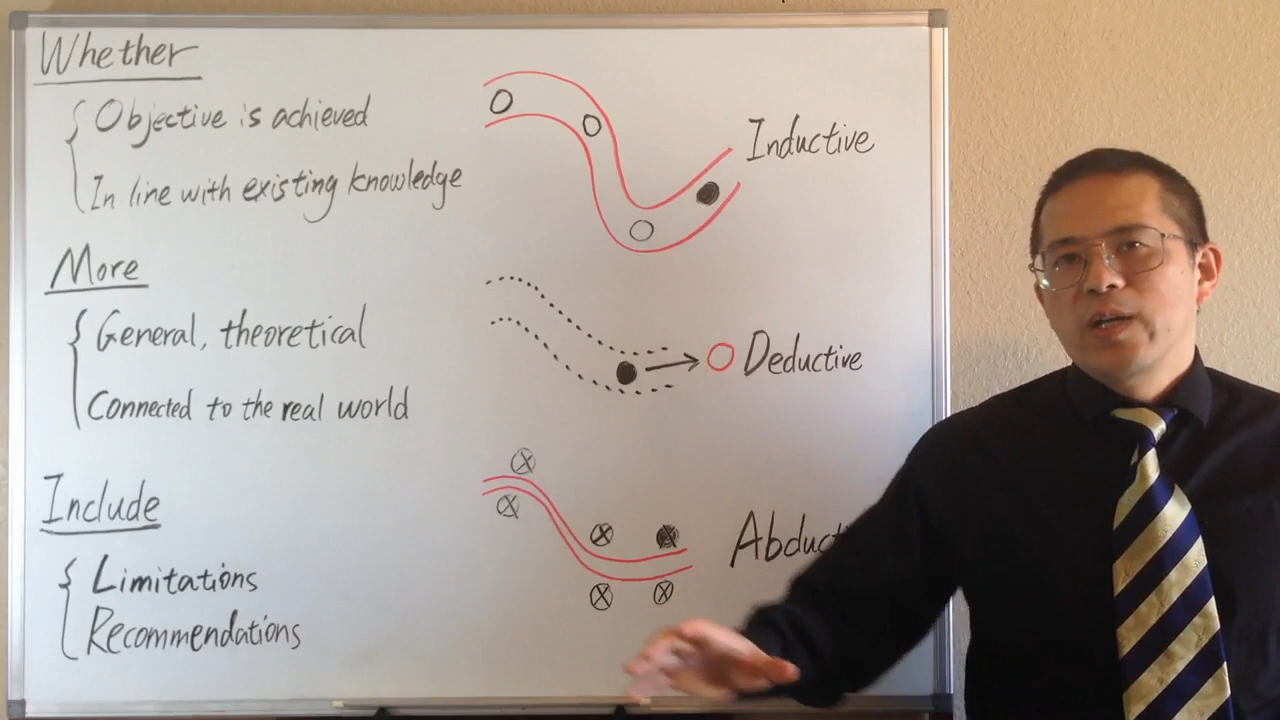 Whether
Objective is achieved
In line with existing knowledge
More
General, theoretical
Connected to the real world
Include
Limitations
Recommendations
Inductive
Deductive